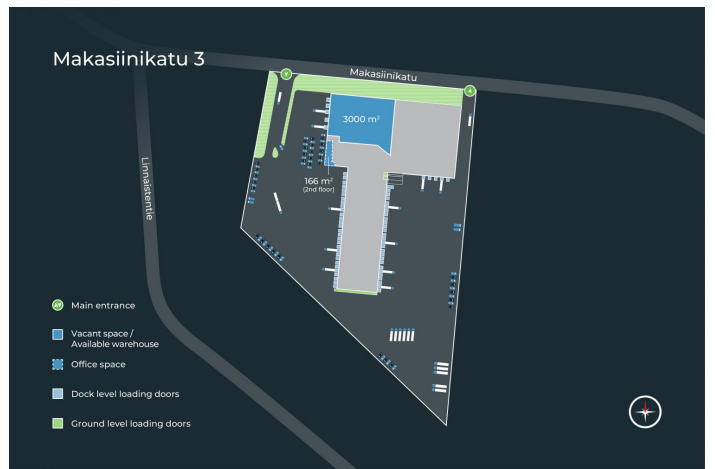 Makasiinikatu 3
Makasiinikatu
3000 m²
166 m²
(2nd floor)
Linnaistentie
Main entrance
Vacant space /
Available warehouse
Office space
Dock level loading doors
Ground level loading doors